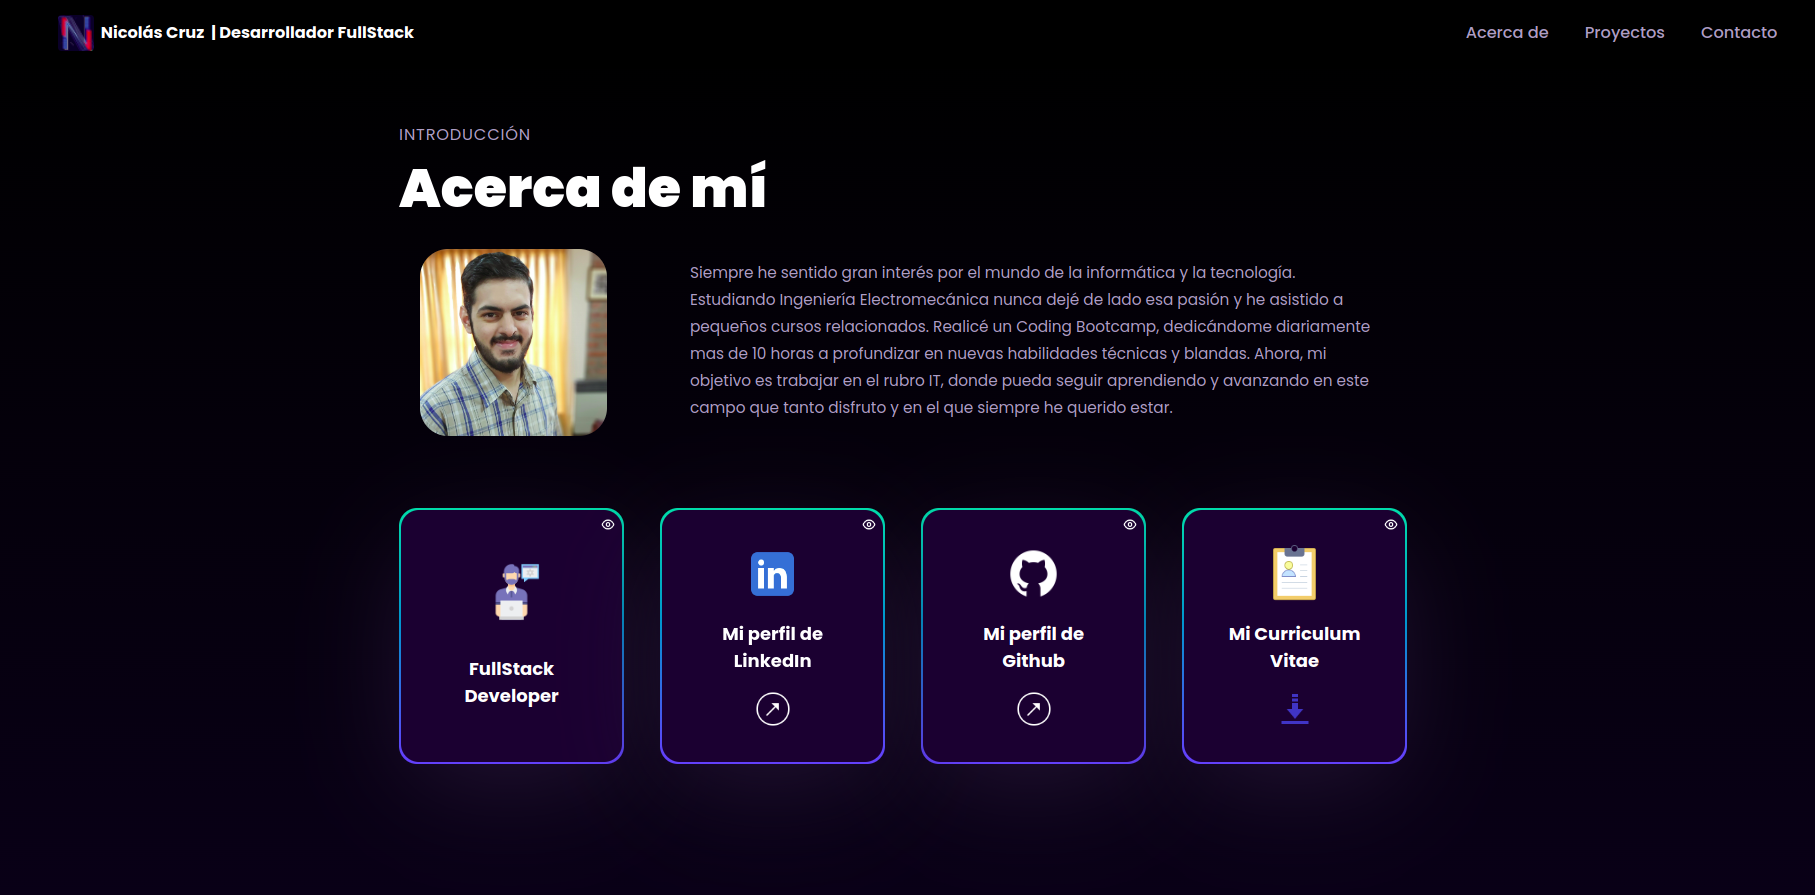 Nicolás Cruz | Desarrollador FullStack
Acerca de
Proyectos
Contacto
INTRODUCCIÓN
Acerca de mí
Siempre he sentido gran interés por el mundo de la informática y la tecnología.
Estudiando Ingeniería Electromecánica nunca dejé de lado esa pasión y he asistido a
pequeños cursos relacionados. Realicé un Coding Bootcamp, dedicándome diariamente
mas de 10 horas a profundizar en nuevas habilidades técnicas y blandas. Ahora, mi
objetivo es trabajar en el rubro IT, donde pueda seguir aprendiendo y avanzando en este
campo que tanto disfruto y en el que siempre he querido estar.
FullStack
Developer
in
Mi perfil de
LinkedIn
Mi perfil de
Github
Mi Curriculum
Vitae